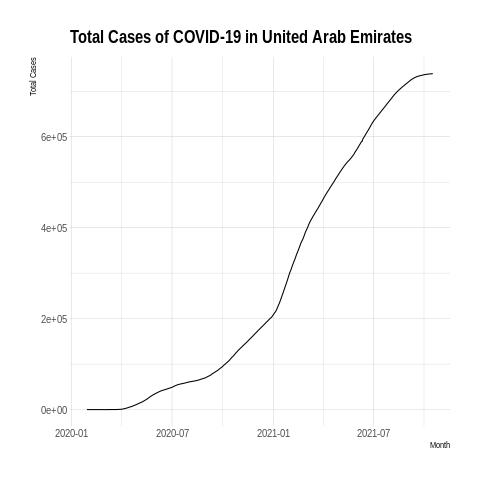 Total Cases of COVID-19 in United Arab Emirates
Total Cases
6e+05
4e+05
2e+05
0e+00
2020-01 2020-07 2021-01 2021-07
Month